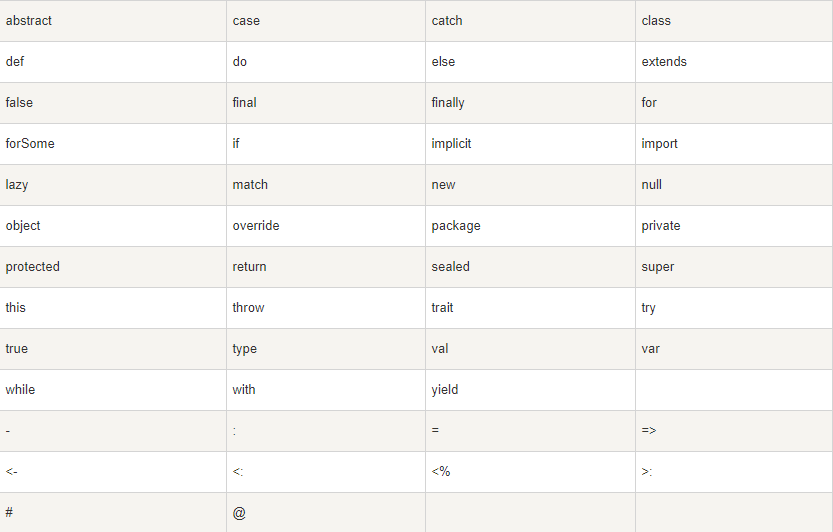 abstract case catch class
def do else extends
false final finally for
forSome if implicit import
lazy match new null
object override package private
protected return sealed super
this throw trait try
true type val var
while with yield
- : = =>
<- <: <% >:
# @